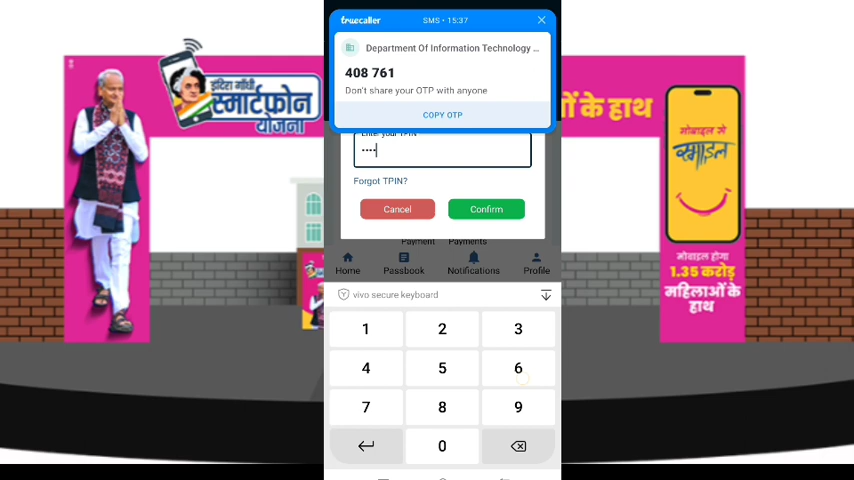 truecaller
SMS • 15:37
Department Of Information Technology ...
408 761
Don't share your OTP with anyone
COPY OTP
Enter your TPIN
Forgot TPIN?
Cancel
Confirm
Payment
Payments
Home
Passbook
Notifications
Profile
vivo secure keyboard
1
2
3
4
5
6
7
8
9
0
इंदिरा गाँधी
स्मार्टफोन
योजना
ों के हाथ
मोबाइल से
स्माइल
मोबाइल होगा
1.35 करोड़
महिलाओं के
हाथ